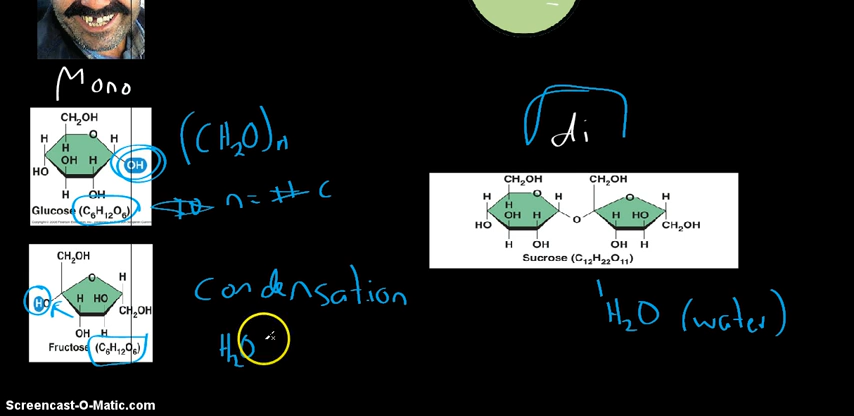 Mono
CH₂OH
H
O
H
H
OH H
OH
HO
H OH
Glucose (C₆H₁₂O₆)
(CH₂O)n
n = # C
CH₂OH
O
H
HO
H HO
CH₂OH
OH H
Fructose (C₆H₁₂O₆)
Condensation
H₂O
di
CH₂OH CH₂OH
H
H
O
H
O
H
OH H
H HO
HO
O
CH₂OH
H OH
OH H
Sucrose (C₁₂H₂₂O₁₁)
1 H₂O (water)
Screencast-O-Matic.com